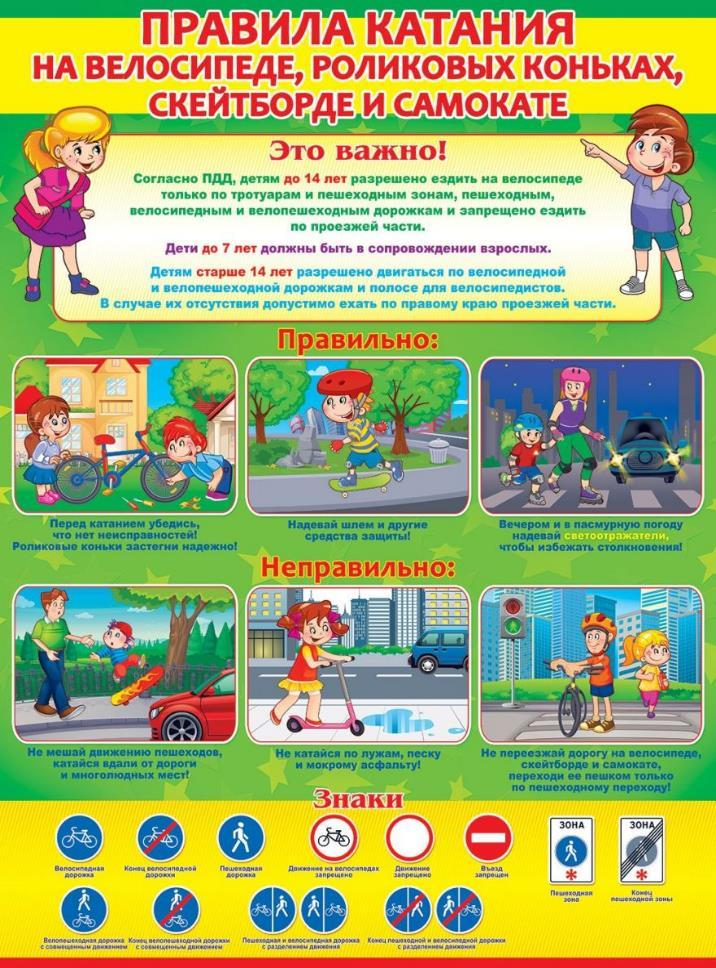 ПРАВИЛА КАТАНИЯ
НА ВЕЛОСИПЕДЕ, РОЛИКОВЫХ КОНЬКАХ,
СКЕЙТБОРДЕ И САМОКАТЕ
Это важно!
Согласно ПДД, детям до 14 лет разрешено ездить на велосипеде
только по тротуарам и пешеходным зонам, пешеходным,
велосипедным и велопешеходным дорожкам и запрещено ездить
по проезжей части.
Дети до 7 лет должны быть в сопровождении взрослых.
Детям старше 14 лет разрешено двигаться по велосипедной
и велопешеходной дорожкам и полосе для велосипедистов.
В случае их отсутствия допустимо ехать по правому краю проезжей части.
Правильно:
Перед катанием убедись,
что нет неисправностей!
Роликовые коньки застегни надежно!
Надевай шлем и другие
средства защиты!
Вечером и в пасмурную погоду
надевай светоотражатели,
чтобы избежать столкновения!
Неправильно:
Не мешай движению пешеходов,
катайся вдали от дороги
и многолюдных мест!
Не катайся по лужам, песку
и мокрому асфальту!
Не переезжай дорогу на велосипеде,
скейтборде и самокате,
переходи ее пешком только
по пешеходному переходу!
Знаки
Велосипедная
дорожка
Конец велосипедной
дорожки
Пешеходная
дорожка
Движение на велосипедах
запрещено
Движение
запрещено
Въезд
запрещен
ЗОНА
Пешеходная
зона
ЗОНА
Конец
пешеходной зоны
Велопешеходная дорожка
с совмещенным движением
Конец велопешеходной дорожки
с совмещенным движением
Пешеходная и велосипедная дорожка
с разделением движения
Конец пешеходной и велосипедной дорожки
с разделением движения